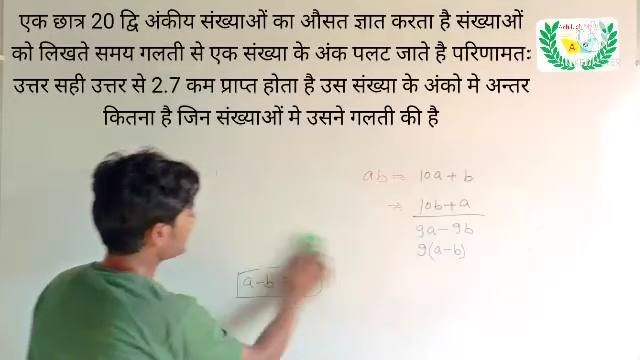 एक छात्र 20 द्वि अंकीय संख्याओं का औसत ज्ञात करता है संख्याओं
को लिखते समय गलती से एक संख्या के अंक पलट जाते है परिणामतः
उत्तर सही उत्तर से 2.7 कम प्राप्त होता है उस संख्या के अंको मे अन्तर
कितना है जिन संख्याओं मे उसने गलती की है
ab ⇒ 10a + b
⇒ 10b + a
9a - 9b
9(a-b)
a-b